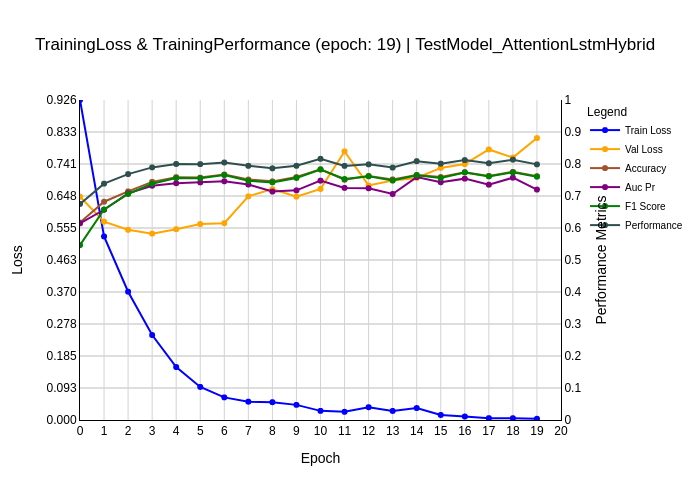 TrainingLoss & TrainingPerformance (epoch: 19) | TestModel_AttentionLstmHybrid
Legend
Train Loss
Val Loss
Accuracy
Auc Pr
F1 Score
Performance
Loss
0.926
0.833
0.741
0.648
0.555
0.463
0.370
0.278
0.185
0.093
0.000
1
0.9
0.8
0.7
0.6
0.5
0.4
0.3
0.2
0.1
0
Performance Metrics
0 1 2 3 4 5 6 7 8 9 10 11 12 13 14 15 16 17 18 19 20
Epoch